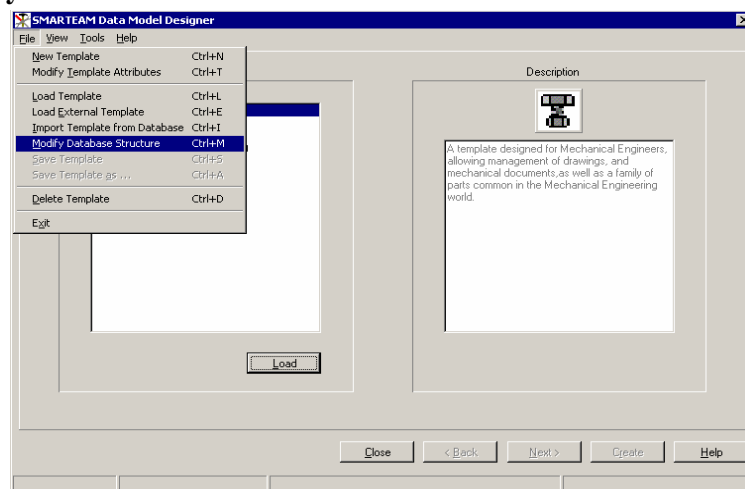 SMARTEAM Data Model Designer
File View Tools Help
New Template Ctrl+N
Modify Template Attributes Ctrl+T
Load Template Ctrl+L
Load External Template Ctrl+E
Import Template from Database Ctrl+I
Modify Database Structure Ctrl+M
Save Template Ctrl+S
Save Template as ... Ctrl+A
Delete Template Ctrl+D
Exit
Description
A template designed for Mechanical Engineers,
allowing management of drawings, and
mechanical documents,as well as a family of
parts common in the Mechanical Engineering
world.
Load
Close
< Back
Next >
Create
Help